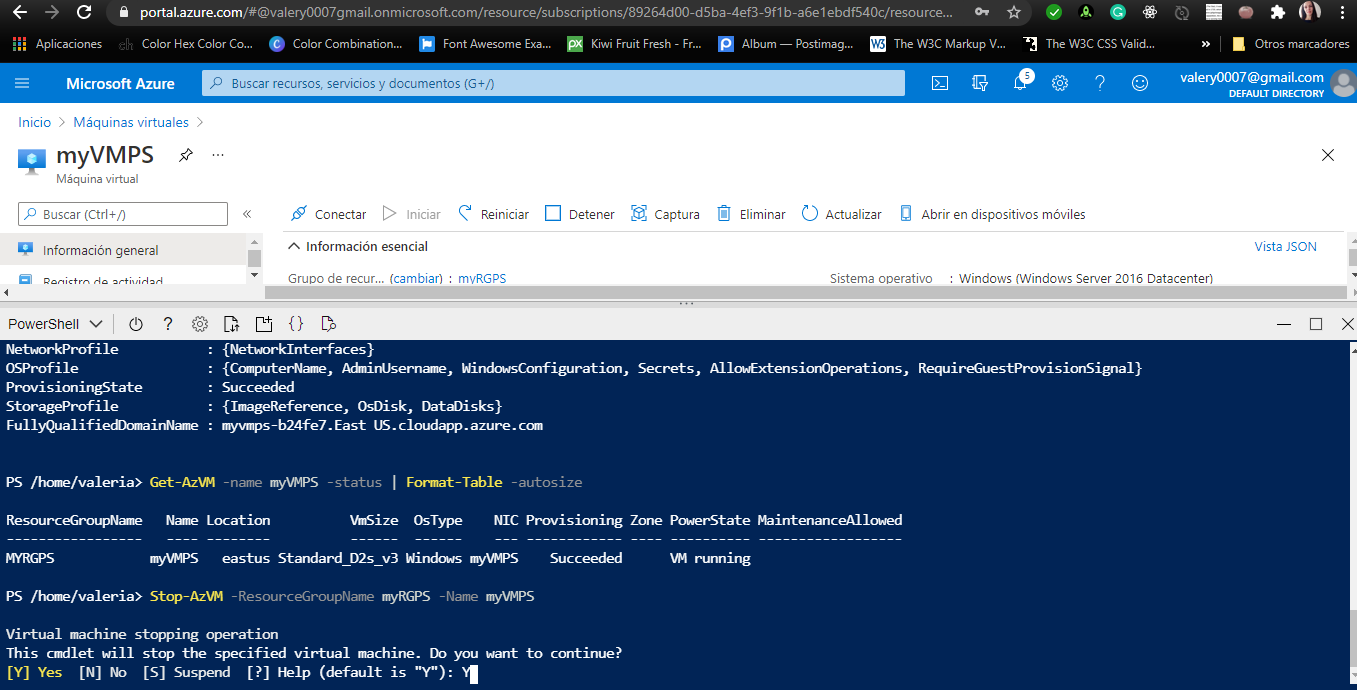 portal.azure.com/#@valery0007gmail.onmicrosoft.com/resource/subscriptions/89264d00-d5ba-4ef3-9f1b-a6e1ebdf540c/resource...
Aplicaciones Color Hex Color Co... Color Combination... Font Awesome Exa... Kiwi Fruit Fresh - Fr... Album — Postimag... The W3C Markup V... The W3C CSS Valid... » Otros marcadores
Microsoft Azure Buscar recursos, servicios y documentos (G+/) 5 valery0007@gmail.com
DEFAULT DIRECTORY
Inicio > Máquinas virtuales >
myVMPS ...
Máquina virtual
Buscar (Ctrl+/) « Conectar Iniciar Reiniciar Detener Captura Eliminar Actualizar Abrir en dispositivos móviles
Información general Información esencial Vista JSON
Registro de actividad Grupo de recur... (cambiar) : myRGPS Sistema operativo : Windows (Windows Server 2016 Datacenter)
PowerShell ? {}
NetworkProfile : {NetworkInterfaces}
OSProfile : {ComputerName, AdminUsername, WindowsConfiguration, Secrets, AllowExtensionOperations, RequireGuestProvisionSignal}
ProvisioningState : Succeeded
StorageProfile : {ImageReference, OsDisk, DataDisks}
FullyQualifiedDomainName : myvmps-b24fe7.East US.cloudapp.azure.com
PS /home/valeria> Get-AzVM -name myVMPS -status | Format-Table -autosize
ResourceGroupName Name Location VmSize OsType NIC Provisioning Zone PowerState MaintenanceAllowed
----------------- ---- -------- ------ ------ --- ------------ ---- ---------- ------------------
MYRGPS myVMPS eastus Standard_D2s_v3 Windows myVMPS Succeeded VM running
PS /home/valeria> Stop-AzVM -ResourceGroupName myRGPS -Name myVMPS
Virtual machine stopping operation
This cmdlet will stop the specified virtual machine. Do you want to continue?
[Y] Yes [N] No [S] Suspend [?] Help (default is "Y"): Y